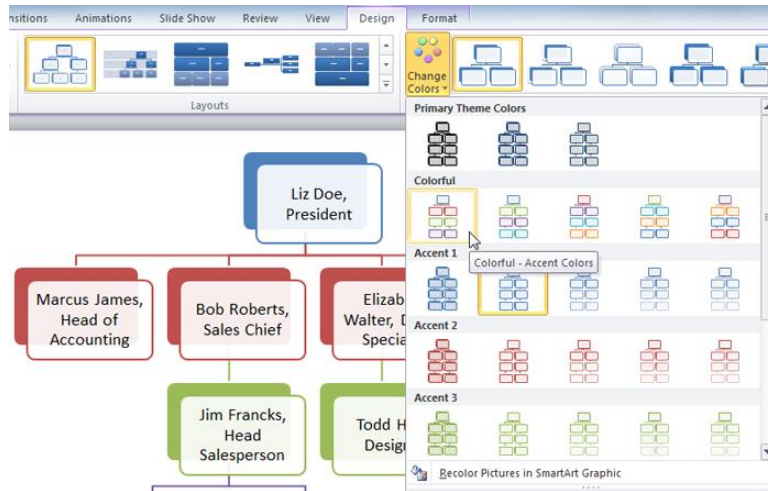 nsitions Animations Slide Show Review View Design Format
Change
Colors
Layouts
Primary Theme Colors
Colorful
Colorful - Accent Colors
Accent 1
Accent 2
Accent 3
Recolor Pictures in SmartArt Graphic
Liz Doe,
President
Marcus James,
Head of
Accounting
Bob Roberts,
Sales Chief
Elizab
Walter, D
Specia
Jim Francks,
Head
Salesperson
Todd H
Desig